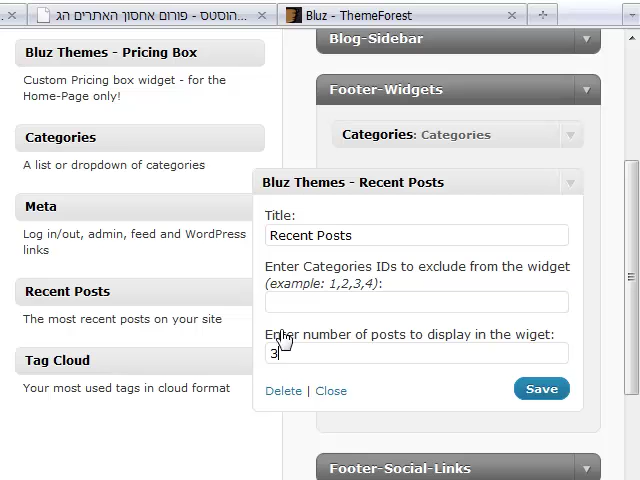 הוסטס - פורום אחסון האתרים הג...
Bluz - ThemeForest
Bluz Themes - Pricing Box
Custom Pricing box widget - for the
Home-Page only!
Categories
A list or dropdown of categories
Meta
Log in/out, admin, feed and WordPress
links
Recent Posts
The most recent posts on your site
Tag Cloud
Your most used tags in cloud format
Blog-Sidebar
Footer-Widgets
Categories: Categories
Bluz Themes - Recent Posts
Title:
Recent Posts
Enter Categories IDs to exclude from the widget
(example: 1,2,3,4):
Enter number of posts to display in the wiget:
3
Delete | Close
Save
Footer-Social-Links